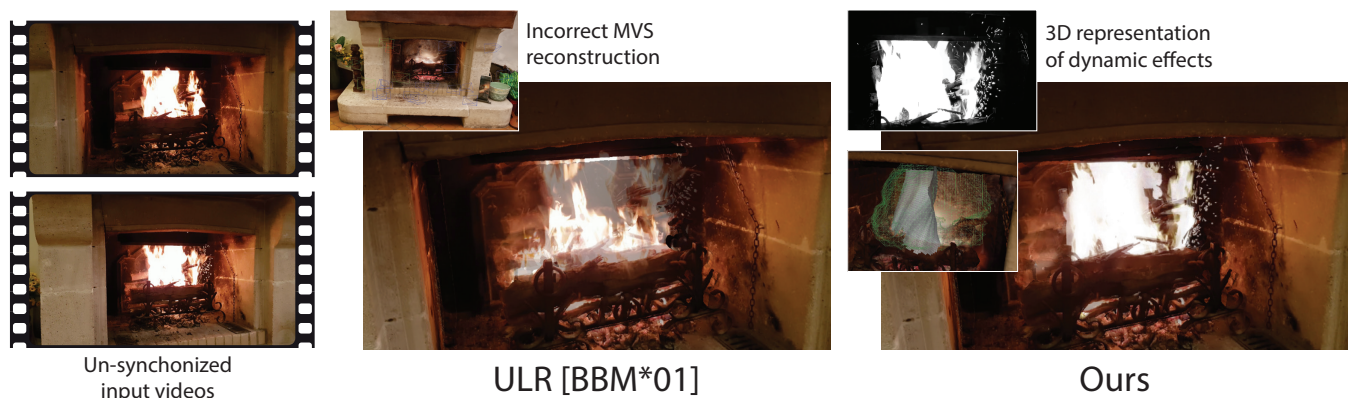 Un-synchonized
input videos
Incorrect MVS
reconstruction
ULR [BBM*01]
3D representation
of dynamic effects
Ours